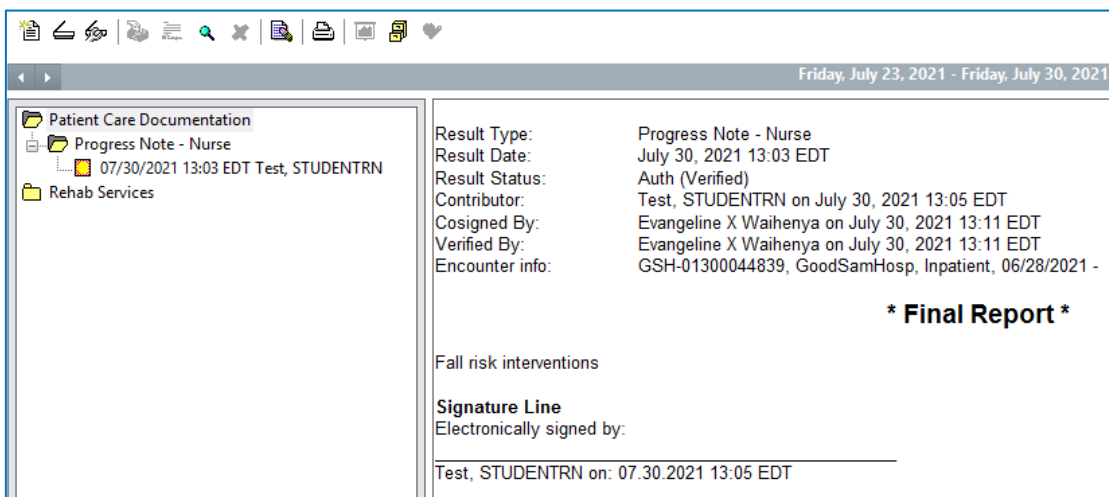 Friday, July 23, 2021 - Friday, July 30, 2021
Patient Care Documentation
Progress Note - Nurse
07/30/2021 13:03 EDT Test, STUDENTRN
Rehab Services
Result Type: Progress Note - Nurse
Result Date: July 30, 2021 13:03 EDT
Result Status: Auth (Verified)
Contributor: Test, STUDENTRN on July 30, 2021 13:05 EDT
Cosigned By: Evangeline X Waihenya on July 30, 2021 13:11 EDT
Verified By: Evangeline X Waihenya on July 30, 2021 13:11 EDT
Encounter info: GSH-01300044839, GoodSamHosp, Inpatient, 06/28/2021 -
* Final Report *
Fall risk interventions
Signature Line
Electronically signed by:
Test, STUDENTRN on: 07.30.2021 13:05 EDT